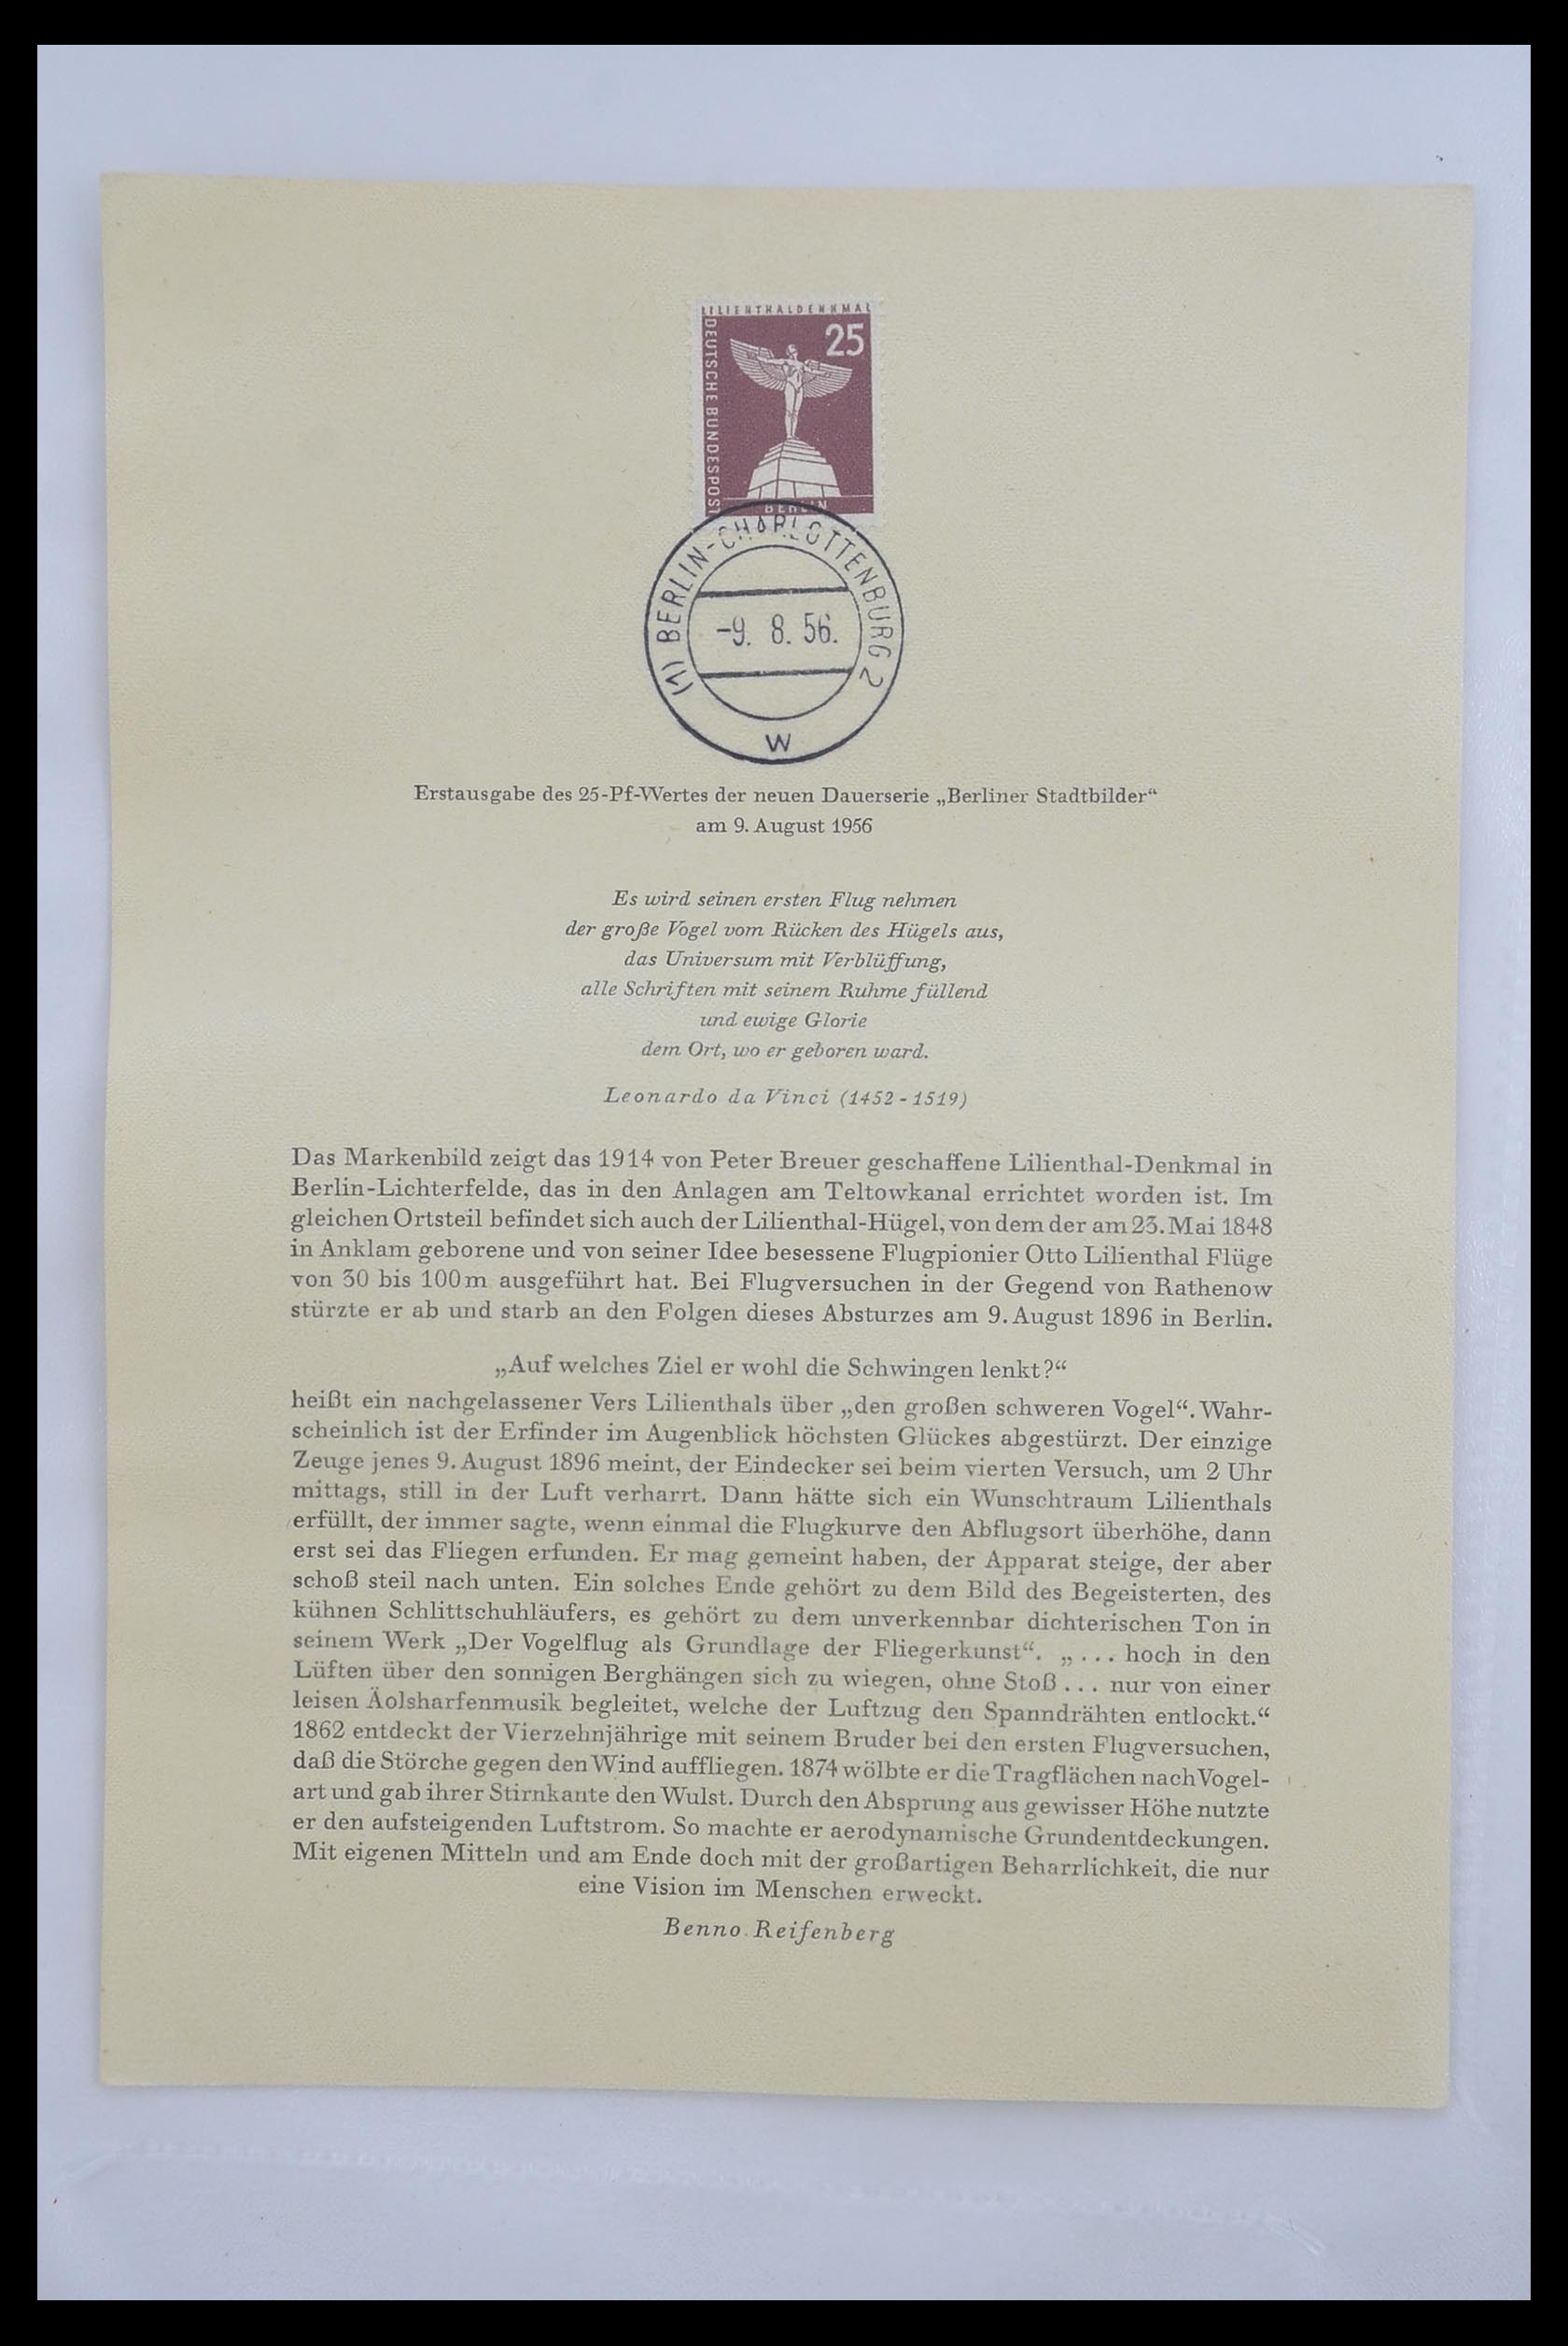 LILIENTHALDENKMAL
25
DEUTSCHE BUNDESPOST
BERLIN
(1) BERLIN-CHARLOTTENBURG 2
-9. 8. 56.
W
Erstausgabe des 25-Pf-Wertes der neuen Dauerserie „Berliner Stadtbilder“
am 9. August 1956
Es wird seinen ersten Flug nehmen
der große Vogel vom Rücken des Hügels aus,
das Universum mit Verblüffung,
alle Schriften mit seinem Ruhme füllend
und ewige Glorie
dem Ort, wo er geboren ward.
Leonardo da Vinci (1452 - 1519)
Das Markenbild zeigt das 1914 von Peter Breuer geschaffene Lilienthal-Denkmal in
Berlin-Lichterfelde, das in den Anlagen am Teltowkanal errichtet worden ist. Im
gleichen Ortsteil befindet sich auch der Lilienthal-Hügel, von dem der am 23. Mai 1848
in Anklam geborene und von seiner Idee besessene Flugpionier Otto Lilienthal Flüge
von 30 bis 100 m ausgeführt hat. Bei Flugversuchen in der Gegend von Rathenow
stürzte er ab und starb an den Folgen dieses Absturzes am 9. August 1896 in Berlin.
„Auf welches Ziel er wohl die Schwingen lenkt?“
heißt ein nachgelassener Vers Lilienthals über „den großen schweren Vogel“. Wahr-
scheinlich ist der Erfinder im Augenblick höchsten Glückes abgestürzt. Der einzige
Zeuge jenes 9. August 1896 meint, der Eindecker sei beim vierten Versuch, um 2 Uhr
mittags, still in der Luft verharrt. Dann hätte sich ein Wunschtraum Lilienthals
erfüllt, der immer sagte, wenn einmal die Flugkurve den Abflugsort überhöhe, dann
erst sei das Fliegen erfunden. Er mag gemeint haben, der Apparat steige, der aber
schoß steil nach unten. Ein solches Ende gehört zu dem Bild des Begeisterten, des
kühnen Schlittschuhläufers, es gehört zu dem unverkennbar dichterischen Ton in
seinem Werk „Der Vogelflug als Grundlage der Fliegerkunst“. „ . . . hoch in den
Lüften über den sonnigen Berghängen sich zu wiegen, ohne Stoß . . . nur von einer
leisen Äolsharfenmusik begleitet, welche der Luftzug den Spanndrähten entlockt.“
1862 entdeckt der Vierzehnjährige mit seinem Bruder bei den ersten Flugversuchen,
daß die Störche gegen den Wind auffliegen. 1874 wölbte er die Tragflächen nach Vogel-
art und gab ihrer Stirnkante den Wulst. Durch den Absprung aus gewisser Höhe nutzte
er den aufsteigenden Luftstrom. So machte er aerodynamische Grundentdeckungen.
Mit eigenen Mitteln und am Ende doch mit der großartigen Beharrlichkeit, die nur
eine Vision im Menschen erweckt.
Benno Reifenberg